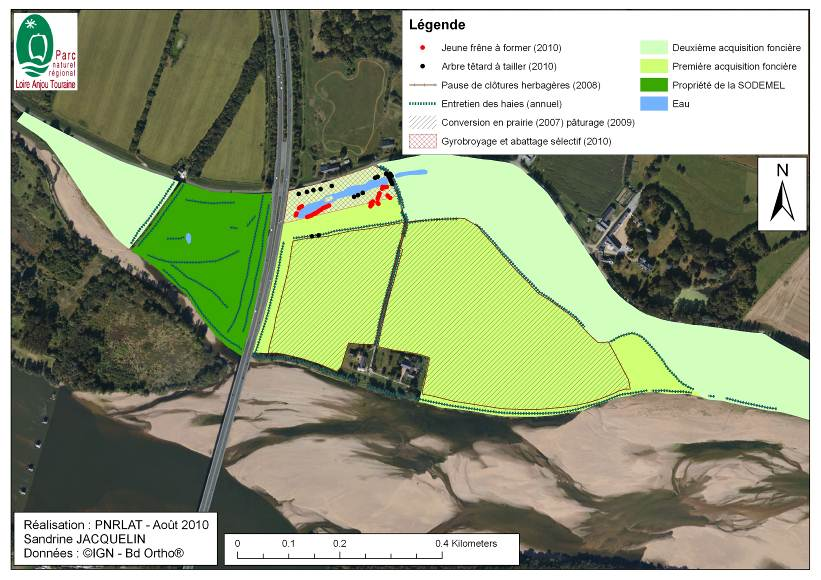 Parc
naturel
régional
Loire Anjou Touraine
Légende
Jeune frêne à former (2010)
Arbre têtard à tailler (2010)
Pause de clôtures herbagères (2008)
Entretien des haies (annuel)
Conversion en prairie (2007) pâturage (2009)
Gyrobroyage et abattage sélectif (2010)
Deuxième acquisition foncière
Première acquisition foncière
Propriété de la SODEMEL
Eau
N
Réalisation : PNRLAT - Août 2010
Sandrine JACQUELIN
Données : ©IGN - Bd Ortho®
0 0.1 0.2 0.4 Kilometers